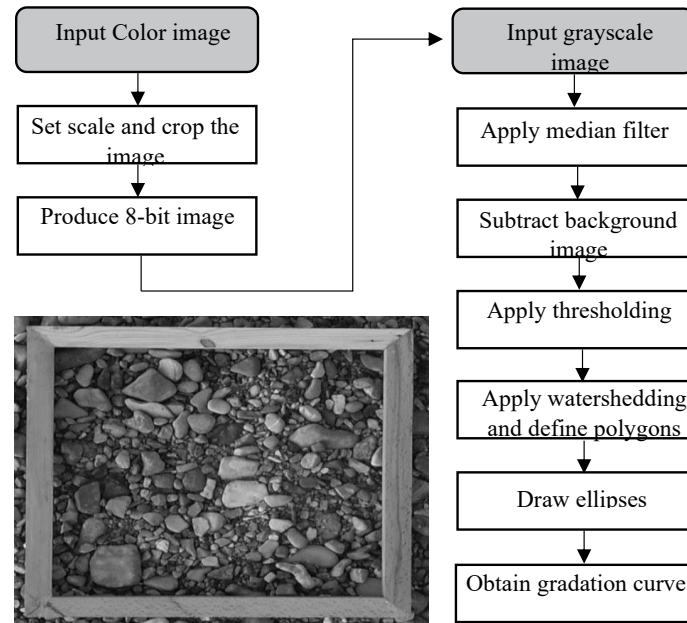 Input Color image
Set scale and crop the
image
Produce 8-bit image
Input grayscale
image
Apply median filter
Subtract background
image
Apply thresholding
Apply watershedding
and define polygons
Draw ellipses
Obtain gradation curve